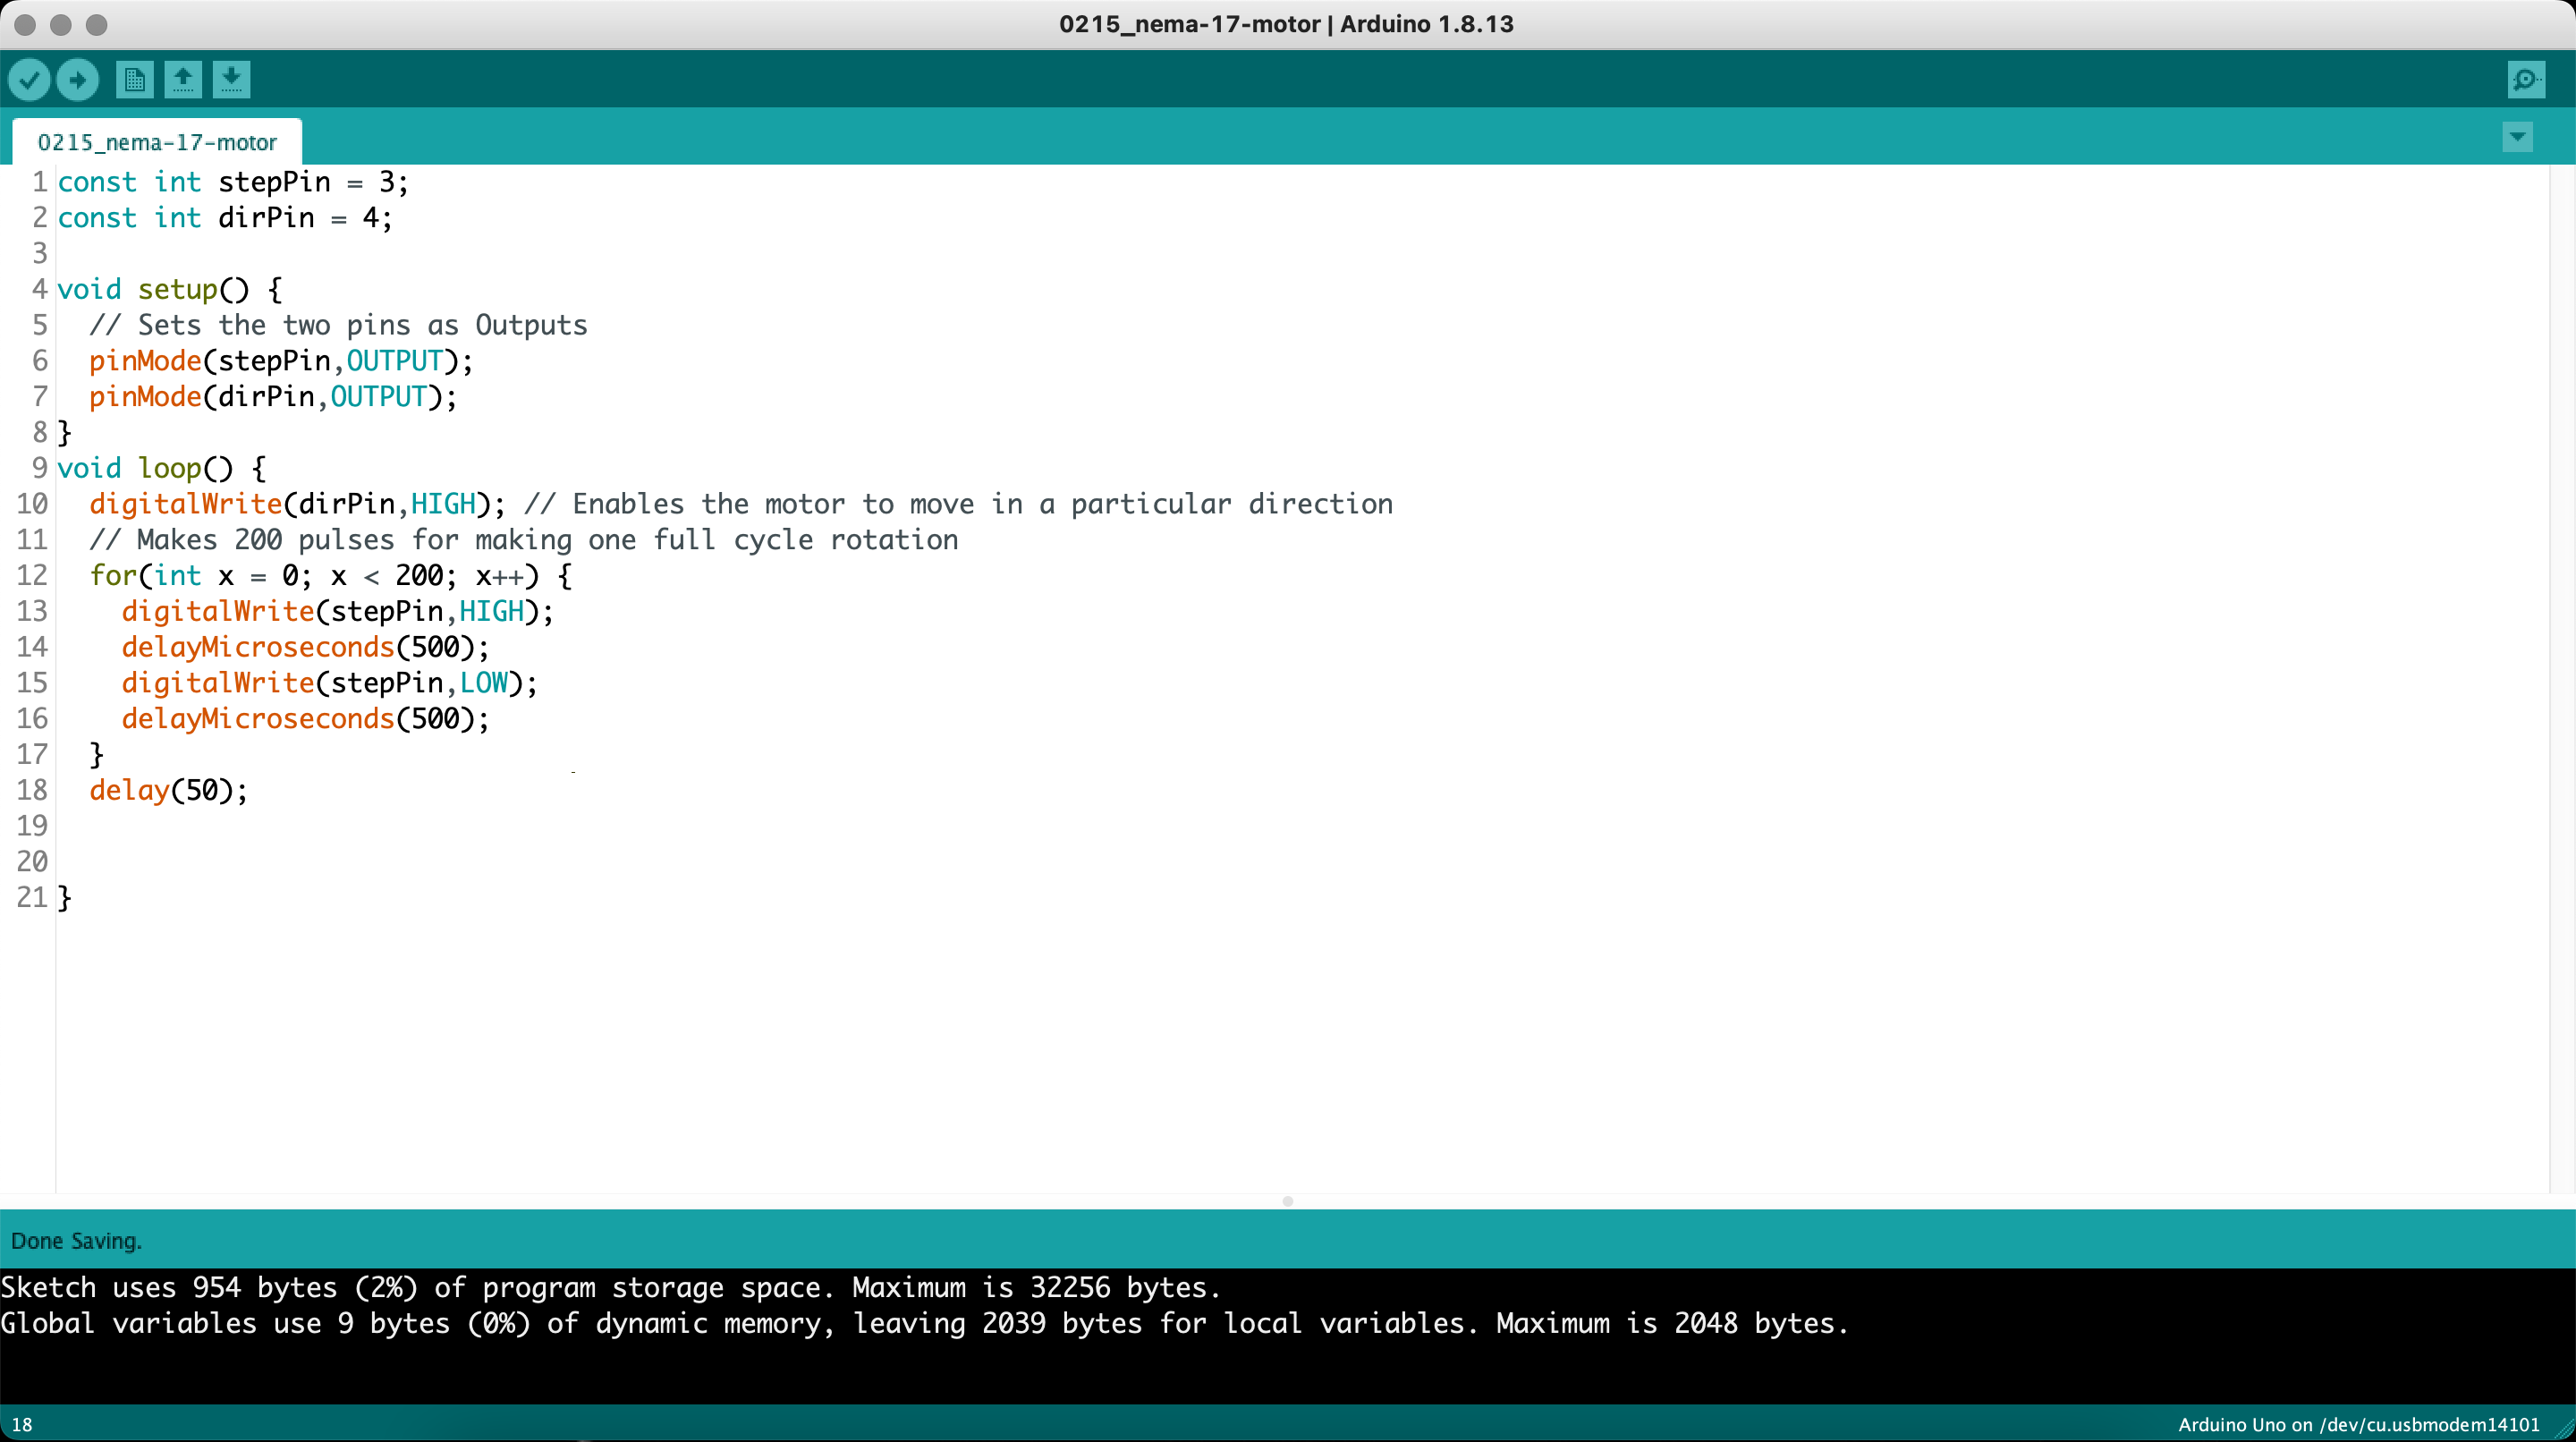 0215_nema-17-motor | Arduino 1.8.13
0215_nema-17-motor
1 const int stepPin = 3;
2 const int dirPin = 4;
3
4 void setup() {
5   // Sets the two pins as Outputs
6   pinMode(stepPin,OUTPUT);
7   pinMode(dirPin,OUTPUT);
8 }
9 void loop() {
10   digitalWrite(dirPin,HIGH); // Enables the motor to move in a particular direction
11   // Makes 200 pulses for making one full cycle rotation
12   for(int x = 0; x < 200; x++) {
13     digitalWrite(stepPin,HIGH);
14     delayMicroseconds(500);
15     digitalWrite(stepPin,LOW);
16     delayMicroseconds(500);
17   }
18   delay(50);
19
20
21 }
Done Saving.
Sketch uses 954 bytes (2%) of program storage space. Maximum is 32256 bytes.
Global variables use 9 bytes (0%) of dynamic memory, leaving 2039 bytes for local variables. Maximum is 2048 bytes.
18 Arduino Uno on /dev/cu.usbmodem14101